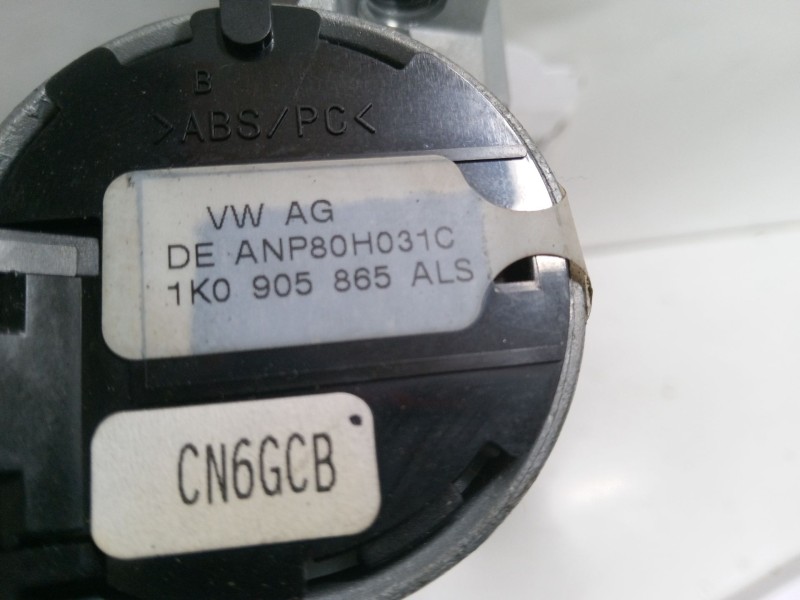 B
>ABS/PC<
VW AG
DE ANP80H031C
1K0 905 865 ALS
CN6GCB